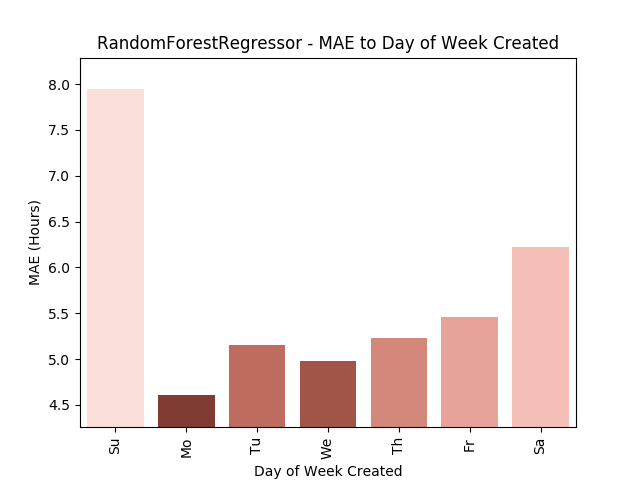 RandomForestRegressor - MAE to Day of Week Created
8.0
7.5
7.0
6.5
6.0
5.5
5.0
4.5
MAE (Hours)
Su
Mo
Tu
We
Th
Fr
Sa
Day of Week Created